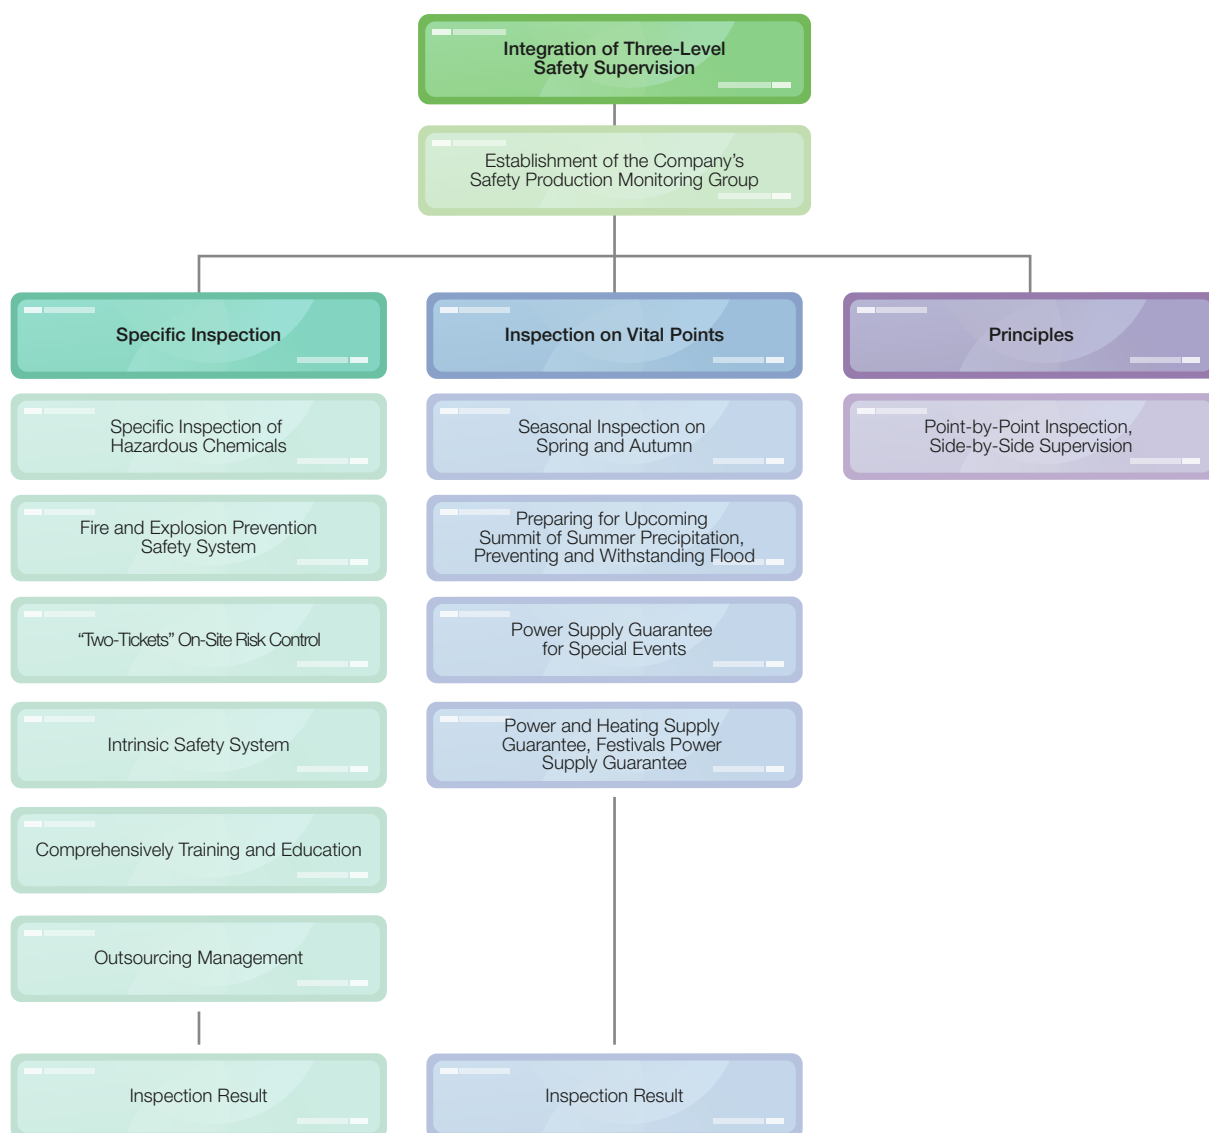 Integration of Three-Level
Safety Supervision
Establishment of the Company's
Safety Production Monitoring Group
Specific Inspection
Specific Inspection of
Hazardous Chemicals
Fire and Explosion Prevention
Safety System
“Two-Tickets” On-Site Risk Control
Intrinsic Safety System
Comprehensively Training and Education
Outsourcing Management
Inspection Result
Inspection on Vital Points
Seasonal Inspection on
Spring and Autumn
Preparing for Upcoming
Summit of Summer Precipitation,
Preventing and Withstanding Flood
Power Supply Guarantee
for Special Events
Power and Heating Supply
Guarantee, Festivals Power
Supply Guarantee
Inspection Result
Principles
Point-by-Point Inspection,
Side-by-Side Supervision